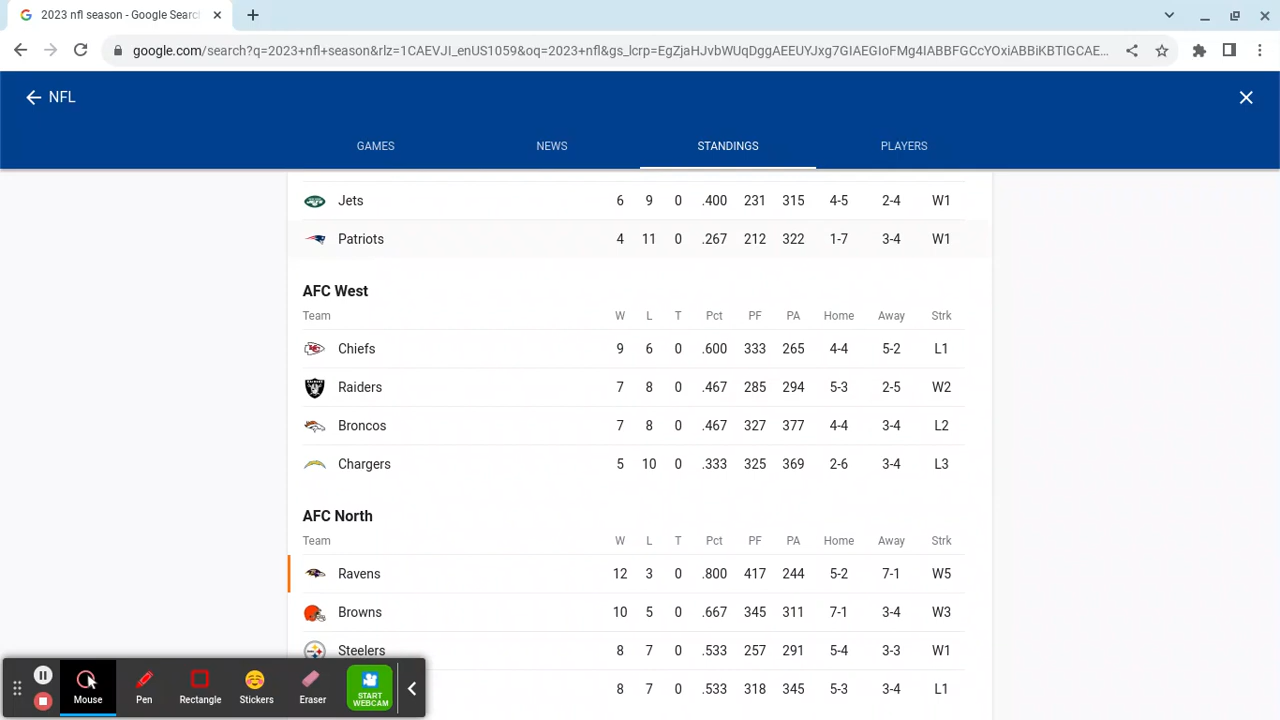 2023 nfl season - Google Searc
google.com/search?q=2023+nfl+season&rlz=1CAEVJI_enUS1059&oq=2023+nfl&gs_lcrp=EgZjaHJvbWUqDggAEEUYJxg7GIAEGIoFMg4IABBFGCcYOxiABBiKBTIGCAE...
NFL
GAMES NEWS STANDINGS PLAYERS
Jets 6 9 0 .400 231 315 4-5 2-4 W1
Patriots 4 11 0 .267 212 322 1-7 3-4 W1
AFC West
Team W L T Pct PF PA Home Away Strk
Chiefs 9 6 0 .600 333 265 4-4 5-2 L1
Raiders 7 8 0 .467 285 294 5-3 2-5 W2
Broncos 7 8 0 .467 327 377 4-4 3-4 L2
Chargers 5 10 0 .333 325 369 2-6 3-4 L3
AFC North
Team W L T Pct PF PA Home Away Strk
Ravens 12 3 0 .800 417 244 5-2 7-1 W5
Browns 10 5 0 .667 345 311 7-1 3-4 W3
Steelers 8 7 0 .533 257 291 5-4 3-3 W1
8 7 0 .533 318 345 5-3 3-4 L1
Mouse Pen Rectangle Stickers Eraser START WEBCAM